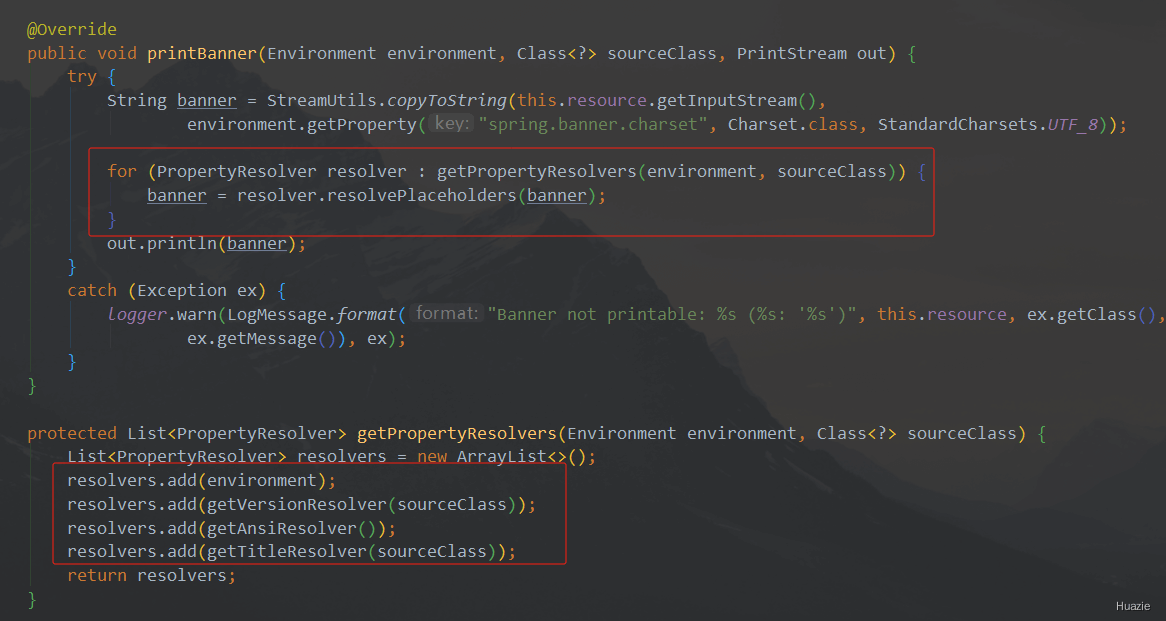 @Override
public void printBanner(Environment environment, Class<?> sourceClass, PrintStream out) {
    try {
        String banner = StreamUtils.copyToString(this.resource.getInputStream(),
                environment.getProperty( key: "spring.banner.charset", Charset.class, StandardCharsets.UTF_8));
        for (PropertyResolver resolver : getPropertyResolvers(environment, sourceClass)) {
            banner = resolver.resolvePlaceholders(banner);
        }
        out.println(banner);
    }
    catch (Exception ex) {
        logger.warn(LogMessage.format( format: "Banner not printable: %s (%s: '%s')", this.resource, ex.getClass(),
                ex.getMessage()), ex);
    }
}
protected List<PropertyResolver> getPropertyResolvers(Environment environment, Class<?> sourceClass) {
    List<PropertyResolver> resolvers = new ArrayList<>();
    resolvers.add(environment);
    resolvers.add(getVersionResolver(sourceClass));
    resolvers.add(getAnsiResolver());
    resolvers.add(getTitleResolver(sourceClass));
    return resolvers;
}
Huazie